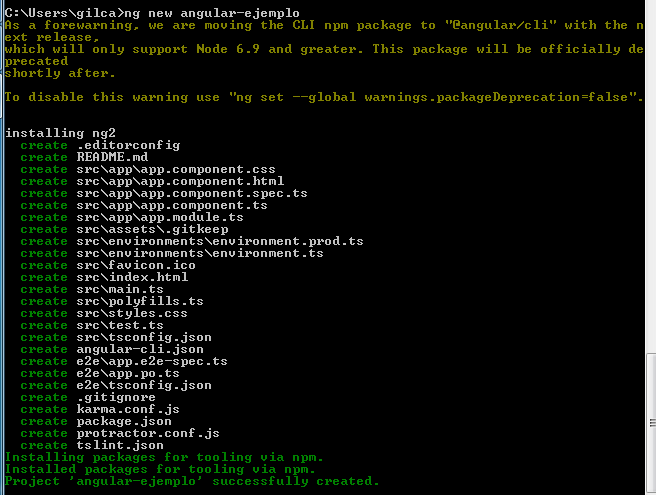 C:\Users\gilca>ng new angular-ejemplo
As a forewarning, we are moving the CLI npm package to "@angular/cli" with the n
ext release,
which will only support Node 6.9 and greater. This package will be officially de
precated
shortly after.
To disable this warning use "ng set --global warnings.packageDeprecation=false".
installing ng2
create .editorconfig
create README.md
create src\app\app.component.css
create src\app\app.component.html
create src\app\app.component.spec.ts
create src\app\app.component.ts
create src\app\app.module.ts
create src\assets\.gitkeep
create src\environments\environment.prod.ts
create src\environments\environment.ts
create src\favicon.ico
create src\index.html
create src\main.ts
create src\polyfills.ts
create src\styles.css
create src\test.ts
create src\tsconfig.json
create angular-cli.json
create e2e\app.e2e-spec.ts
create e2e\app.po.ts
create e2e\tsconfig.json
create .gitignore
create karma.conf.js
create package.json
create protractor.conf.js
create tslint.json
Installing packages for tooling via npm.
Installed packages for tooling via npm.
Project 'angular-ejemplo' successfully created.